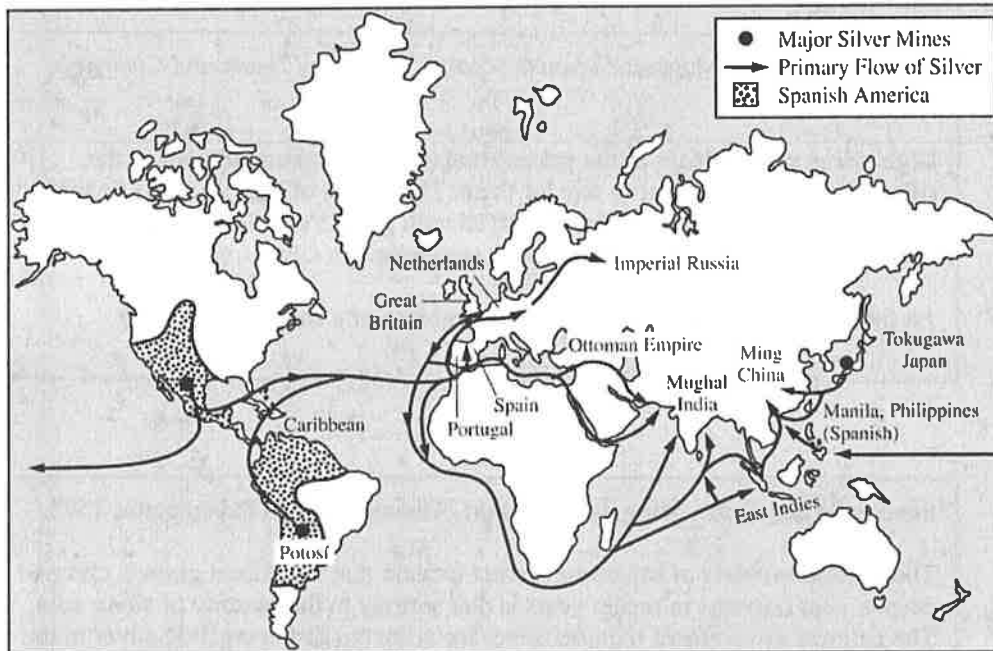 Major Silver Mines
Primary Flow of Silver
Spanish America
Netherlands
Imperial Russia
Great
Britain
Ottoman Empire
Tokugawa
Japan
Ming
China
Mughal
India
Spain
Portugal
Caribbean
Manila, Philippines
(Spanish)
East Indies
Potosí